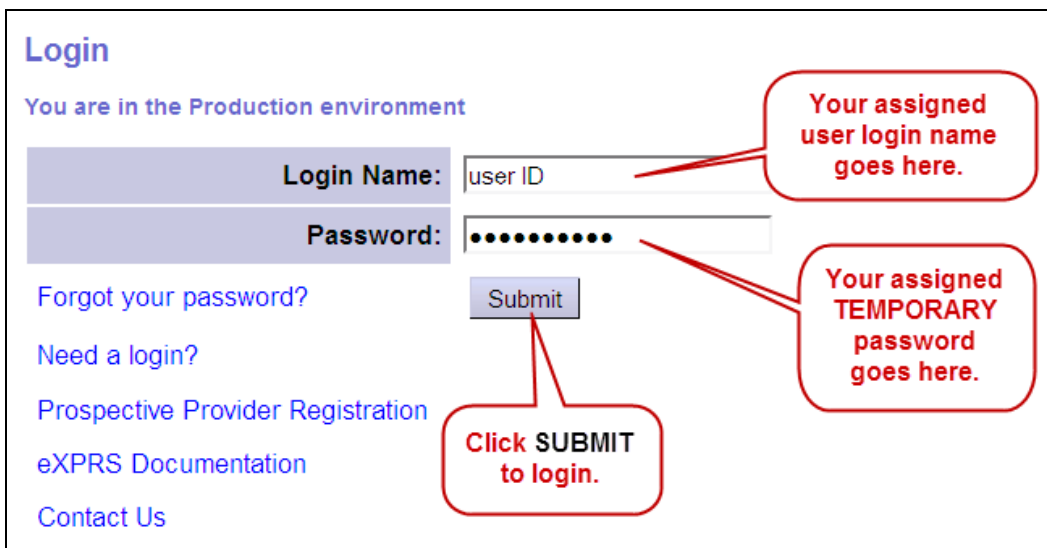 Login
You are in the Production environment
Your assigned
user login name
goes here.
Login Name:
user ID
Password:
••••••••••
Your assigned
TEMPORARY
password
goes here.
Forgot your password?
Submit
Need a login?
Prospective Provider Registration
Click SUBMIT
to login.
eXPRS Documentation
Contact Us